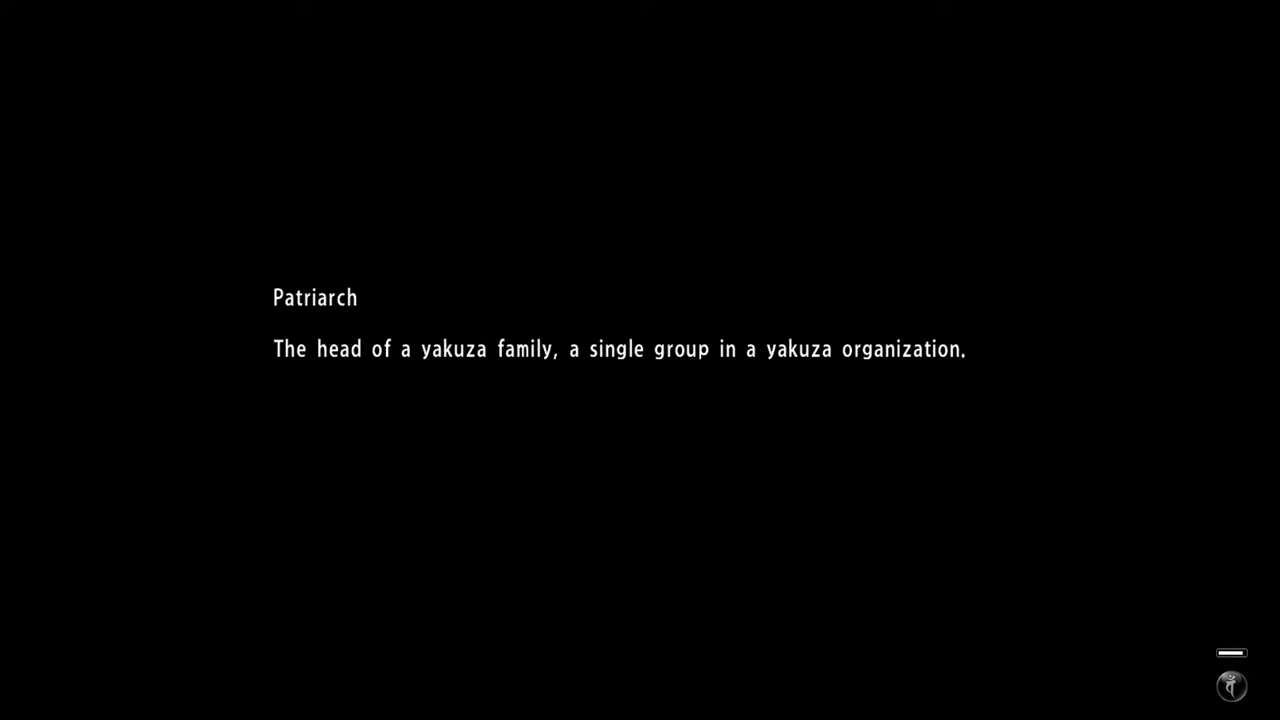 Patriarch
The head of a yakuza family, a single group in a yakuza organization.